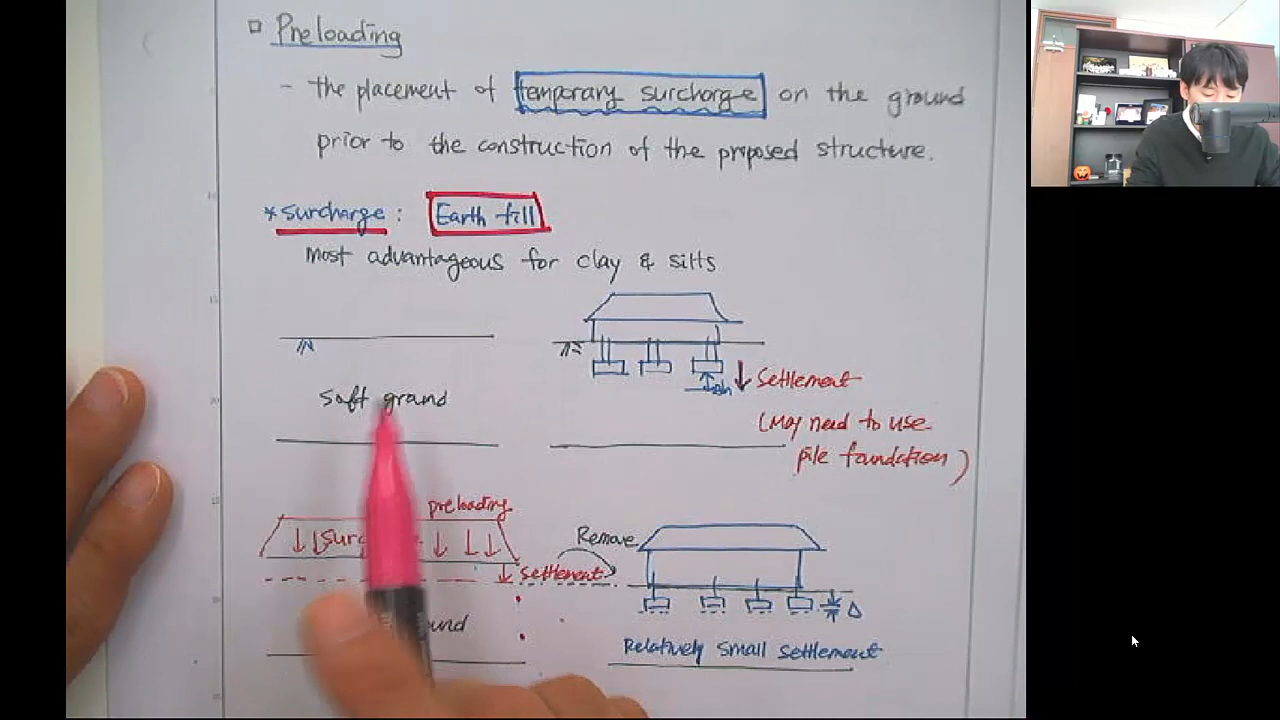 Preloading
- the placement of temporary surcharge on the ground
prior to the construction of the proposed structure.
* surcharge : Earth fill
Most advantageous for clay & silts
Soft grand
Δh
Settlement
(May need to use
pile foundation)
preloading
Remove
Settlement
Δ
Relatively small settlement